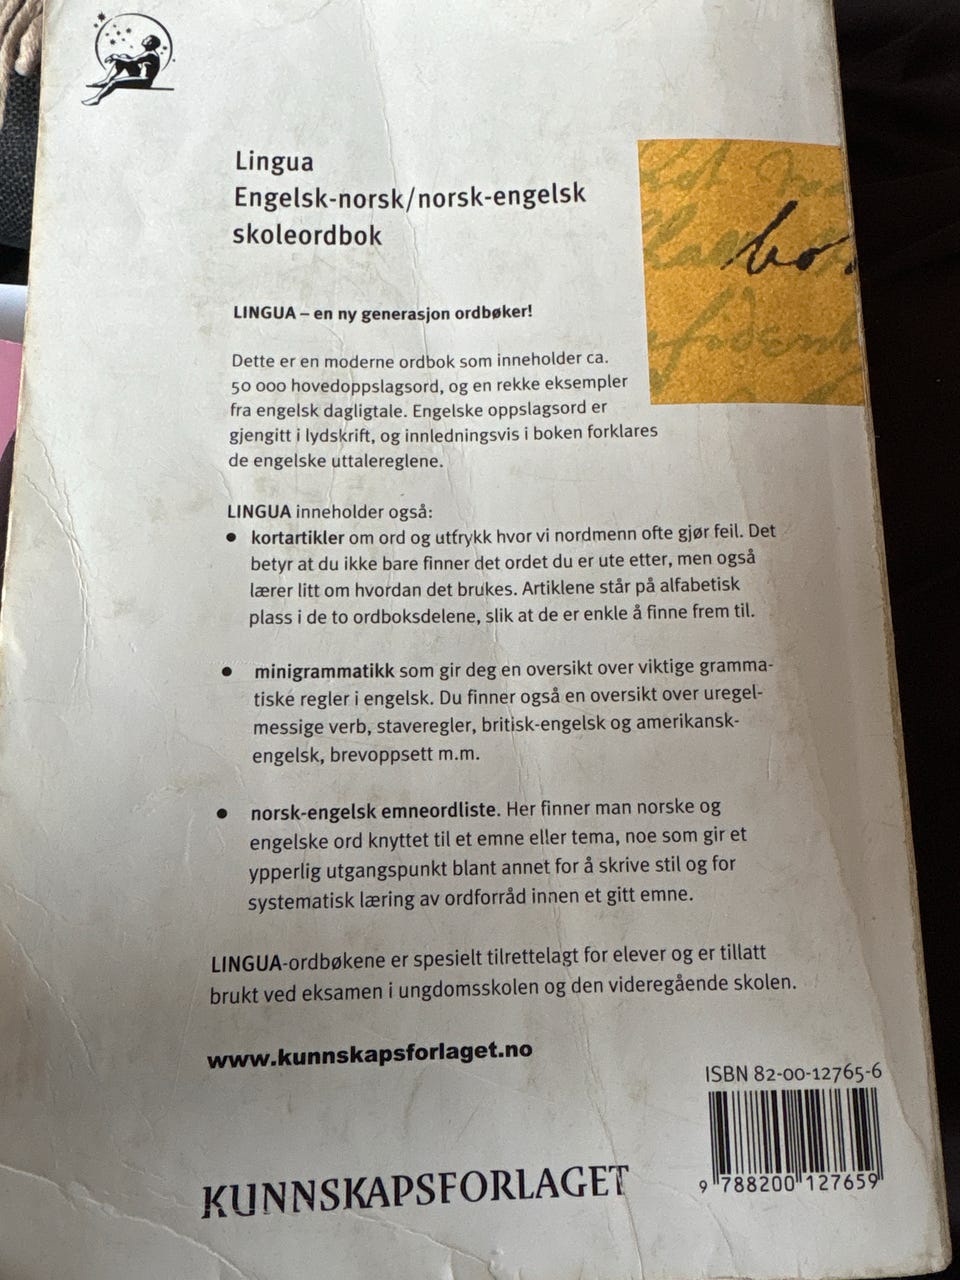 Lingua
Engelsk-norsk/norsk-engelsk
skoleordbok
LINGUA – en ny generasjon ordbøker!
Dette er en moderne ordbok som inneholder ca.
50 000 hovedoppslagsord, og en rekke eksempler
fra engelsk dagligtale. Engelske oppslagsord er
gjengitt i lydskrift, og innledningsvis i boken forklares
de engelske uttalereglene.
LINGUA inneholder også:
• kortartikler om ord og utfrykk hvor vi nordmenn ofte gjør feil. Det
betyr at du ikke bare finner det ordet du er ute etter, men også
lærer litt om hvordan det brukes. Artiklene står på alfabetisk
plass i de to ordboksdelene, slik at de er enkle å finne frem til.
• minigrammatikk som gir deg en oversikt over viktige gramma-
tiske regler i engelsk. Du finner også en oversikt over uregel-
messige verb, staveregler, britisk-engelsk og amerikansk-
engelsk, brevoppsett m.m.
• norsk-engelsk emneordliste. Her finner man norske og
engelske ord knyttet til et emne eller tema, noe som gir et
ypperlig utgangspunkt blant annet for å skrive stil og for
systematisk læring av ordforråd innen et gitt emne.
LINGUA-ordbøkene er spesielt tilrettelagt for elever og er tillatt
brukt ved eksamen i ungdomsskolen og den videregående skolen.
www.kunnskapsforlaget.no
ISBN 82-00-12765-6
9 788200 127659
KUNNSKAPSFORLAGET